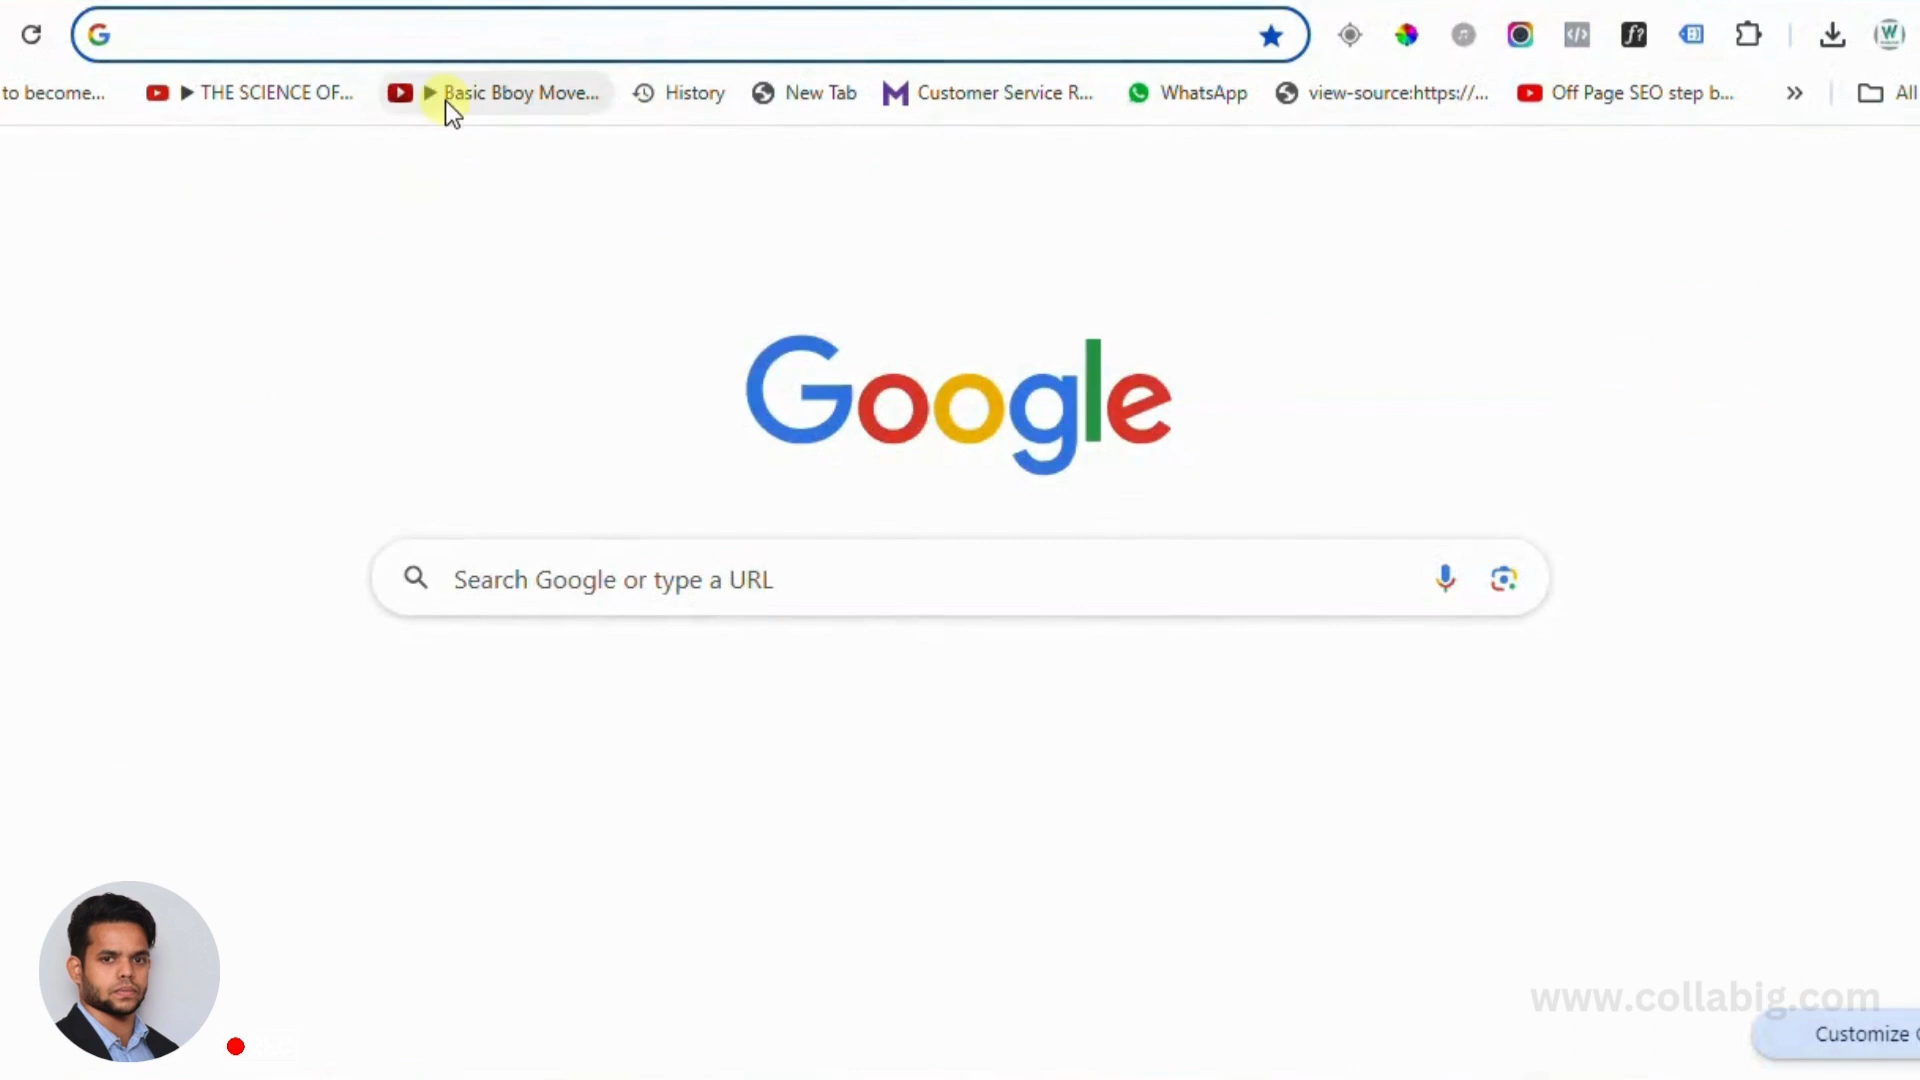 to become...
▶ THE SCIENCE OF...
▶ Basic Bboy Move...
History
New Tab
Customer Service R...
WhatsApp
view-source:https://...
Off Page SEO step b...
All
Google
Search Google or type a URL
www.collabig.com
Customize